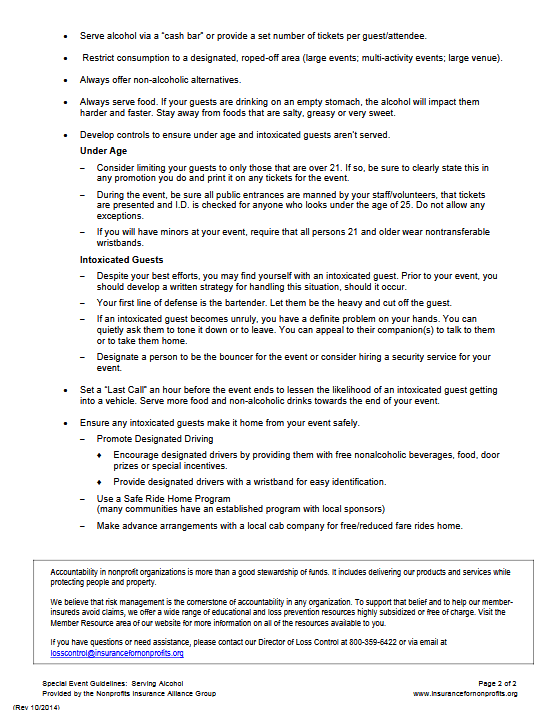 • Serve alcohol via a "cash bar" or provide a set number of tickets per guest/attendee.
• Restrict consumption to a designated, roped-off area (large events; multi-activity events; large venue).
• Always offer non-alcoholic alternatives.
• Always serve food. If your guests are drinking on an empty stomach, the alcohol will impact them
harder and faster. Stay away from foods that are salty, greasy or very sweet.
• Develop controls to ensure under age and intoxicated guests aren't served.
Under Age
– Consider limiting your guests to only those that are over 21. If so, be sure to clearly state this in
any promotion you do and print it on any tickets for the event.
– During the event, be sure all public entrances are manned by your staff/volunteers, that tickets
are presented and I.D. is checked for anyone who looks under the age of 25. Do not allow any
exceptions.
– If you will have minors at your event, require that all persons 21 and older wear nontransferable
wristbands.
Intoxicated Guests
– Despite your best efforts, you may find yourself with an intoxicated guest. Prior to your event, you
should develop a written strategy for handling this situation, should it occur.
– Your first line of defense is the bartender. Let them be the heavy and cut off the guest.
– If an intoxicated guest becomes unruly, you have a definite problem on your hands. You can
quietly ask them to tone it down or to leave. You can appeal to their companion(s) to talk to them
or to take them home.
– Designate a person to be the bouncer for the event or consider hiring a security service for your
event.
• Set a "Last Call" an hour before the event ends to lessen the likelihood of an intoxicated guest getting
into a vehicle. Serve more food and non-alcoholic drinks towards the end of your event.
• Ensure any intoxicated guests make it home from your event safely.
– Promote Designated Driving
♦ Encourage designated drivers by providing them with free nonalcoholic beverages, food, door
prizes or special incentives.
♦ Provide designated drivers with a wristband for easy identification.
– Use a Safe Ride Home Program
(many communities have an established program with local sponsors)
– Make advance arrangements with a local cab company for free/reduced fare rides home.
Accountability in nonprofit organizations is more than a good stewardship of funds. It includes delivering our products and services while
protecting people and property.
We believe that risk management is the cornerstone of accountability in any organization. To support that belief and to help our member-
insureds avoid claims, we offer a wide range of educational and loss prevention resources highly subsidized or free of charge. Visit the
Member Resource area of our website for more information on all of the resources available to you.
If you have questions or need assistance, please contact our Director of Loss Control at 800-359-6422 or via email at
losscontrol@insurancefornonprofits.org
Special Event Guidelines: Serving Alcohol Page 2 of 2
Provided by the Nonprofits Insurance Alliance Group www.insurancefornonprofits.org
(Rev 10/2014)